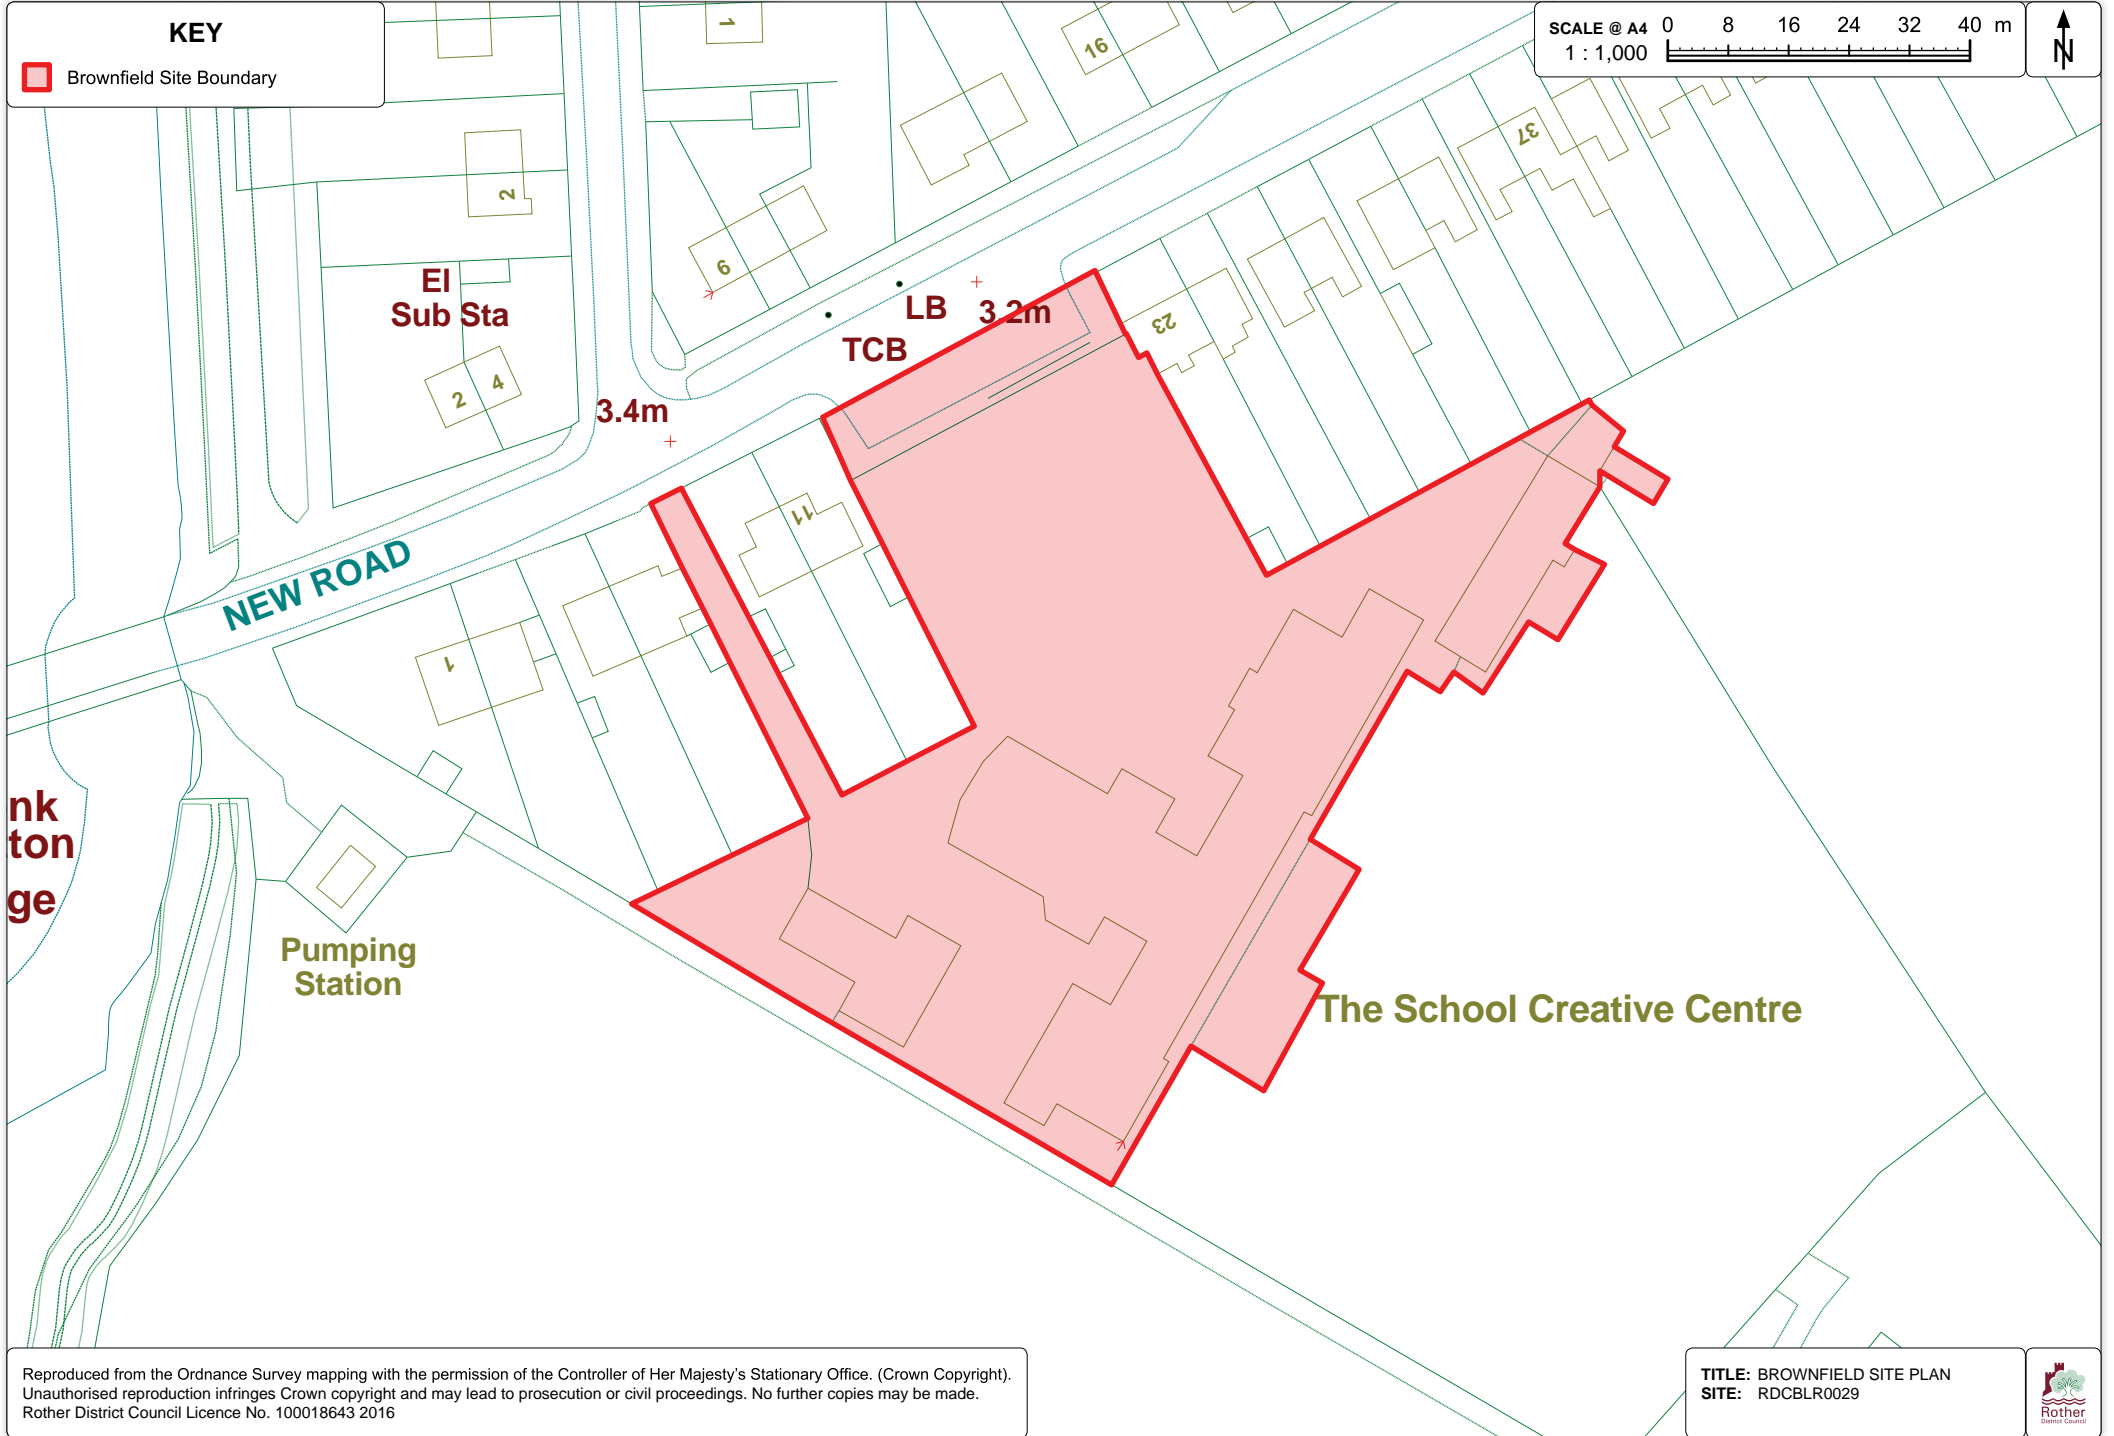 KEY
Brownfield Site Boundary
SCALE @ A4 0 8 16 24 32 40 m
1 : 1,000
N
1
16
2
37
6
El
Sub Sta
LB
3.2m
23
TCB
2 4
3.4m
11
NEW ROAD
1
nk
ton
ge
Pumping
Station
The School Creative Centre
Reproduced from the Ordnance Survey mapping with the permission of the Controller of Her Majesty's Stationary Office. (Crown Copyright).
Unauthorised reproduction infringes Crown copyright and may lead to prosecution or civil proceedings. No further copies may be made.
Rother District Council Licence No. 100018643 2016
TITLE: BROWNFIELD SITE PLAN
SITE: RDCBLR0029
Rother
District Council